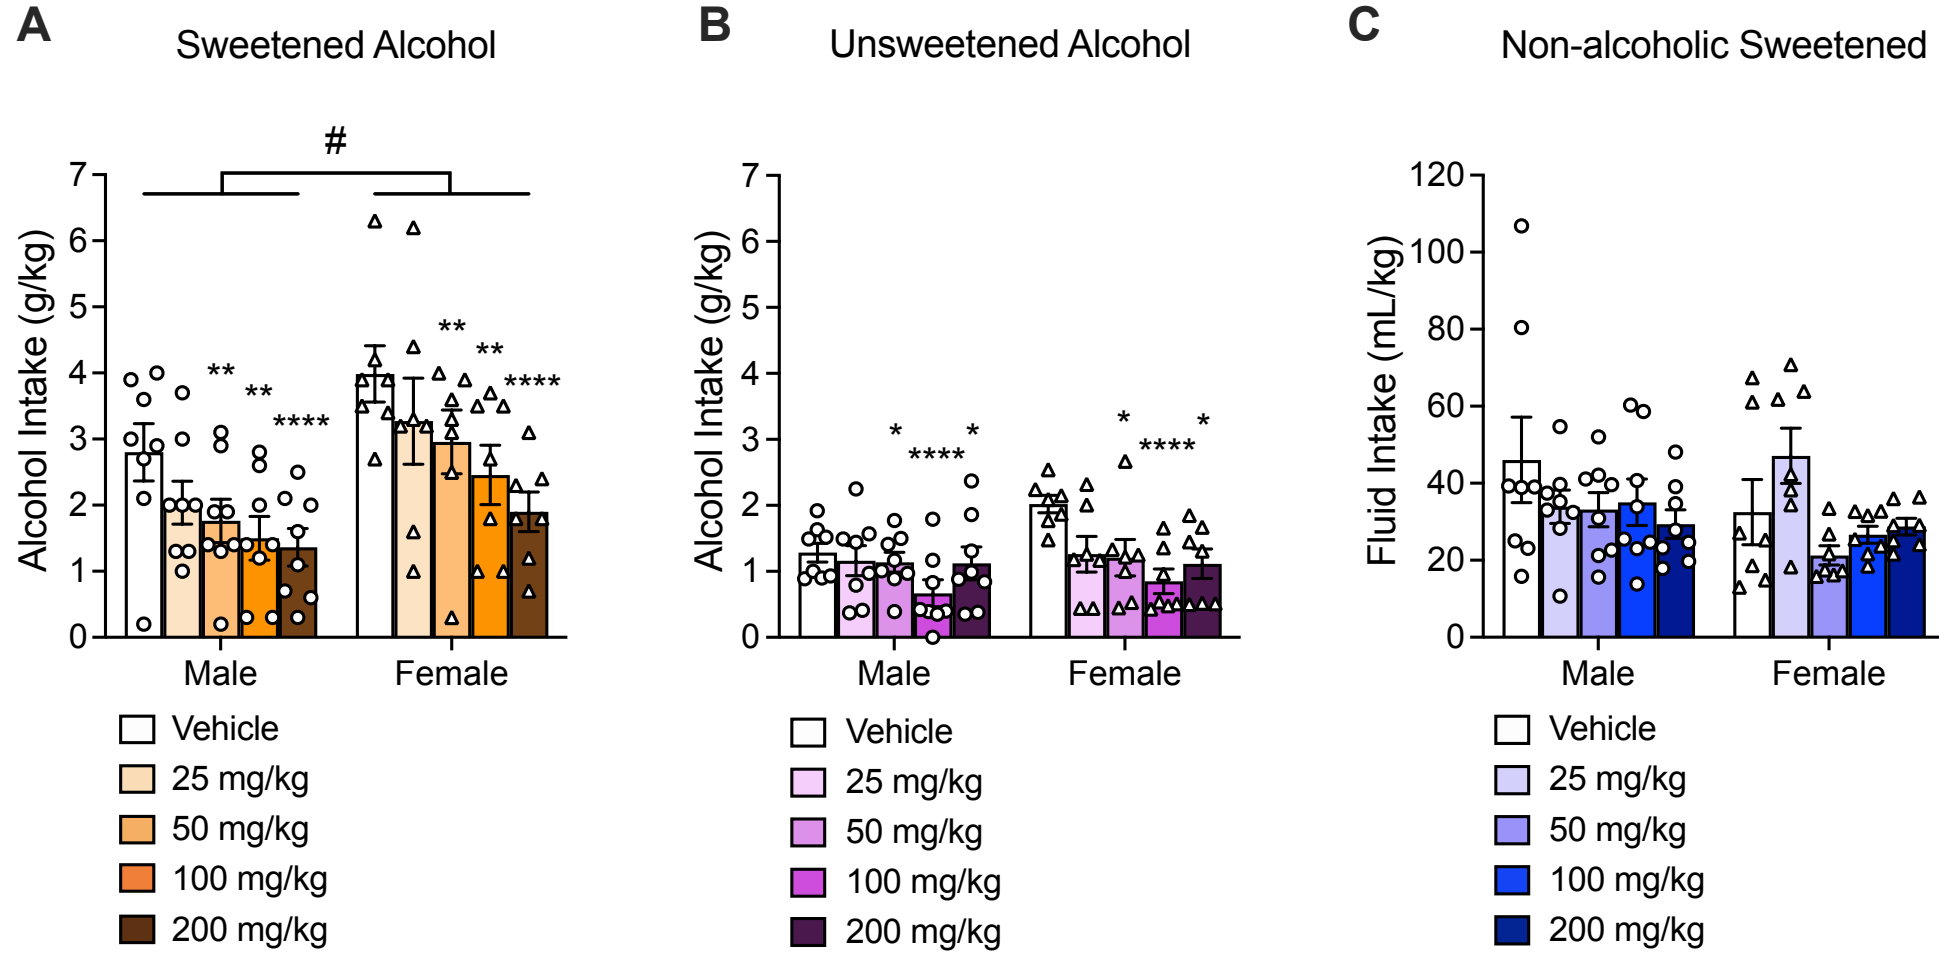 A
Sweetened Alcohol
#
Alcohol Intake (g/kg)
7
6
5
4
3
2
1
0
**
**
****
**
**
****
Male
Female
Vehicle
25 mg/kg
50 mg/kg
100 mg/kg
200 mg/kg
B
Unsweetened Alcohol
Alcohol Intake (g/kg)
7
6
5
4
3
2
1
0
*
****
*
*
****
*
Male
Female
Vehicle
25 mg/kg
50 mg/kg
100 mg/kg
200 mg/kg
C
Non-alcoholic Sweetened
Fluid Intake (mL/kg)
120
100
80
60
40
20
0
Male
Female
Vehicle
25 mg/kg
50 mg/kg
100 mg/kg
200 mg/kg